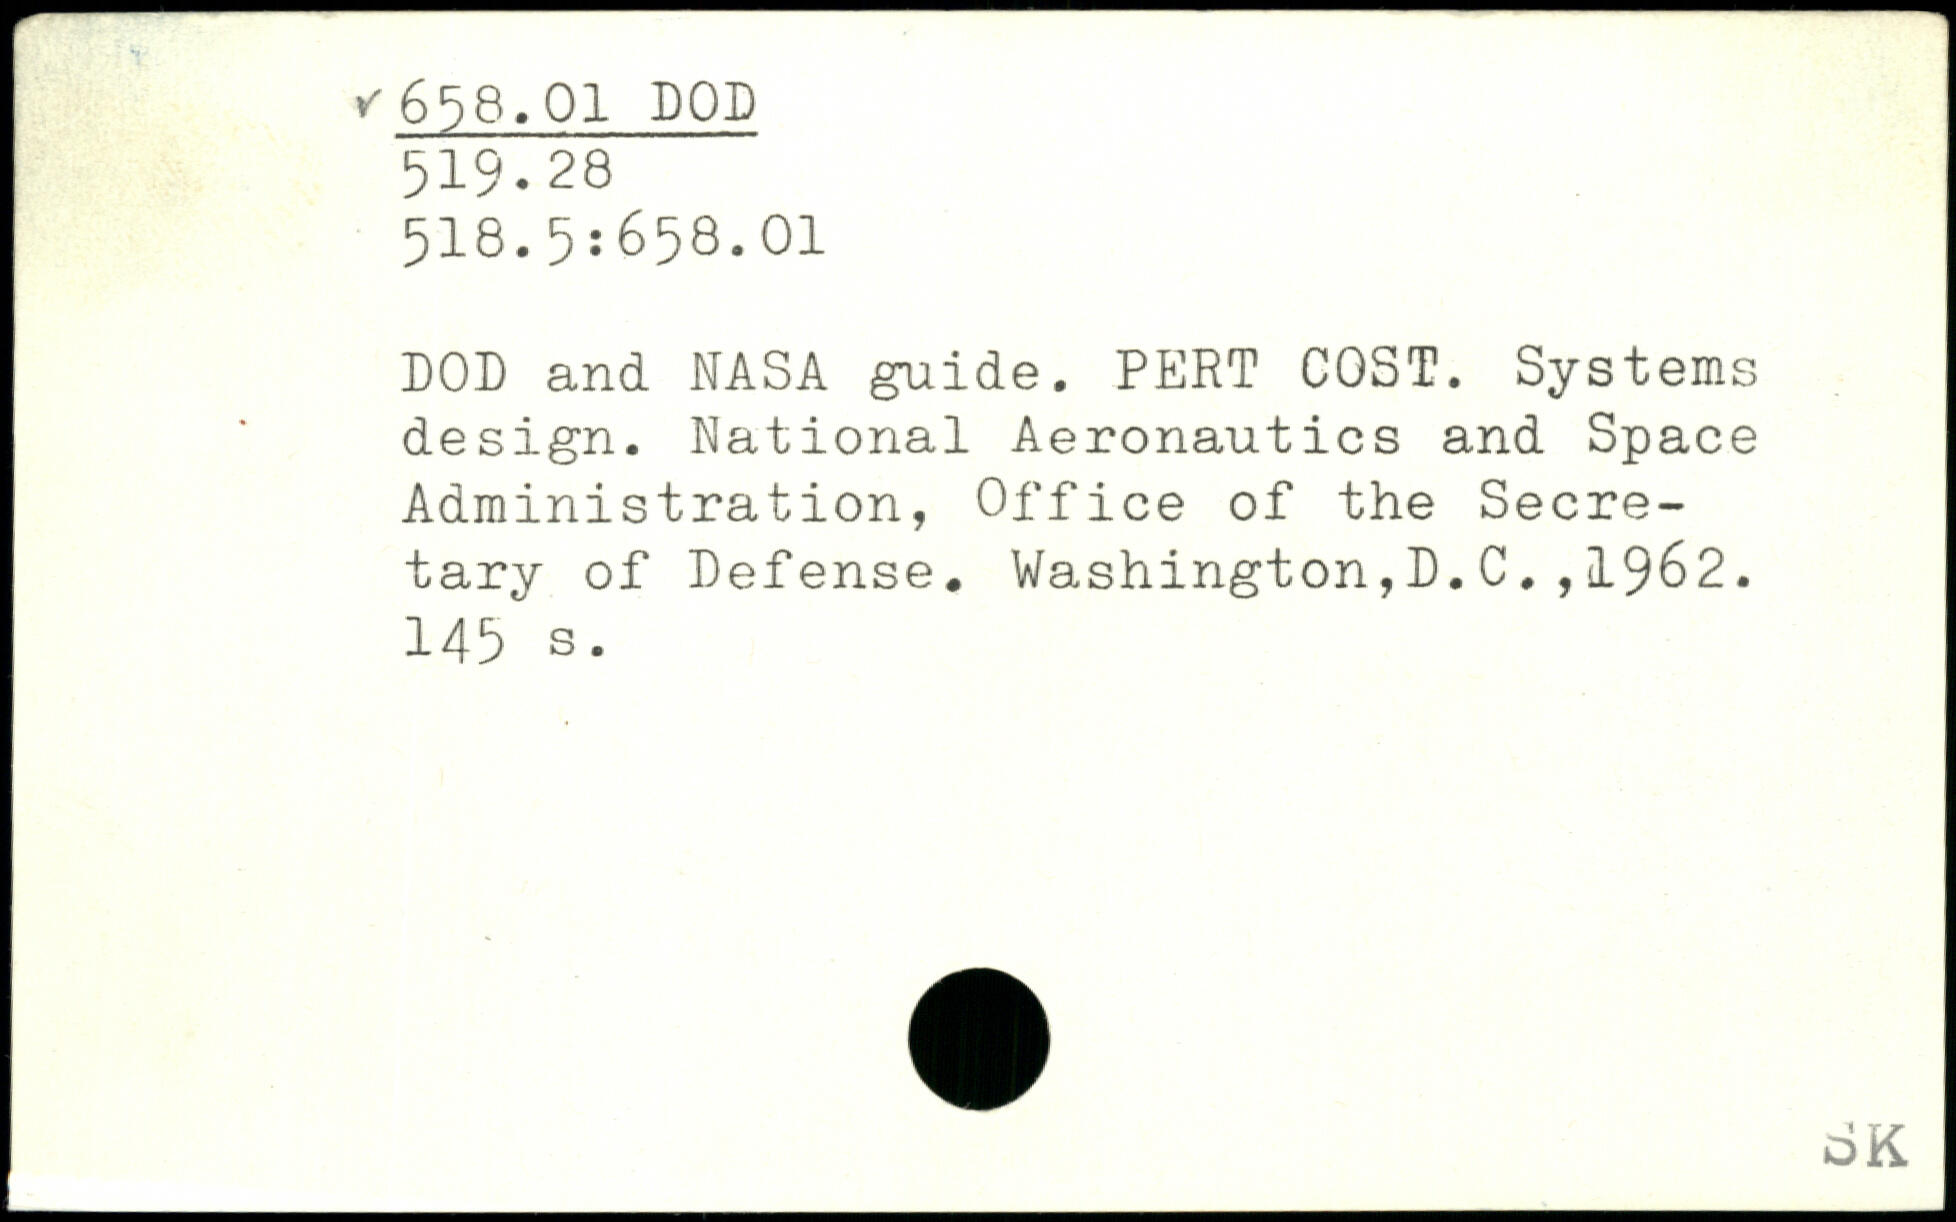 ✓ 658.01 DOD
519.28
518.5:658.01
DOD and NASA guide. PERT COST. Systems
design. National Aeronautics and Space
Administration, Office of the Secre-
tary of Defense. Washington,D.C.,1962.
145 s.
SK